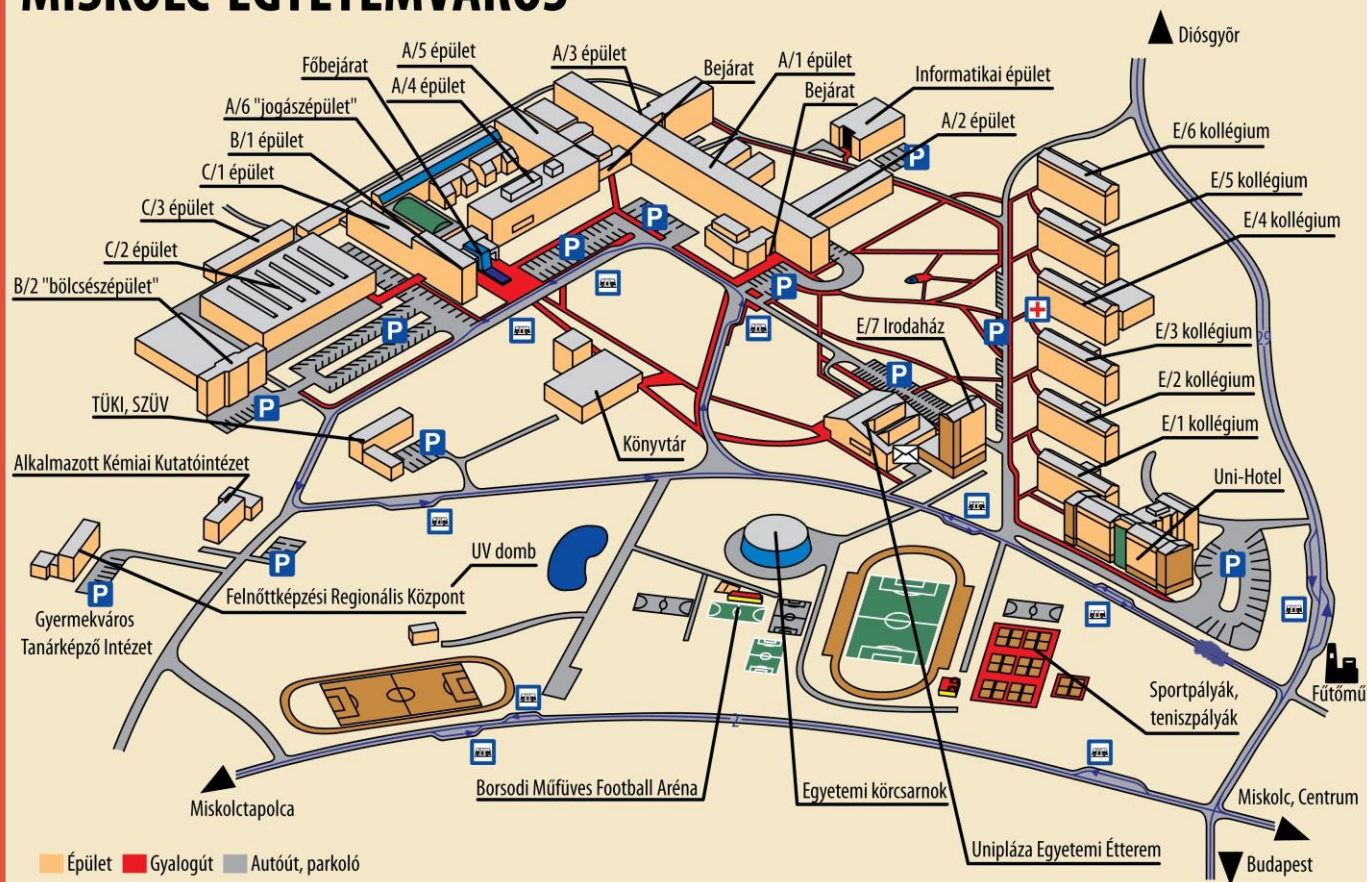 MISKOLC-EGYETEMVÁROS
Diósgyőr
A/5 épület
A/3 épület
A/1 épület
Főbejárat
A/4 épület
Bejárat
Informatikai épület
Bejárat
A/6 "jogászépület"
A/2 épület
B/1 épület
E/6 kollégium
C/1 épület
E/5 kollégium
C/3 épület
E/4 kollégium
C/2 épület
B/2 "bölcsészépület"
E/7 Irodaház
E/3 kollégium
29
E/2 kollégium
TÜKI, SZÜV
E/1 kollégium
Könyvtár
Alkalmazott Kémiai Kutatóintézet
Uni-Hotel
UV domb
Felnőttképzési Regionális Központ
Gyermekváros
Tanárképző Intézet
Sportpályák,
teniszpályák
Fűtőmű
2
Borsodi Műfüves Football Aréna
Egyetemi körcsarnok
Miskolctapolca
Miskolc, Centrum
Unipláza Egyetemi Étterem
Budapest
Épület
Gyalogút
Autóút, parkoló
P
P
P
P
P
P
P
P
P
P
P
P